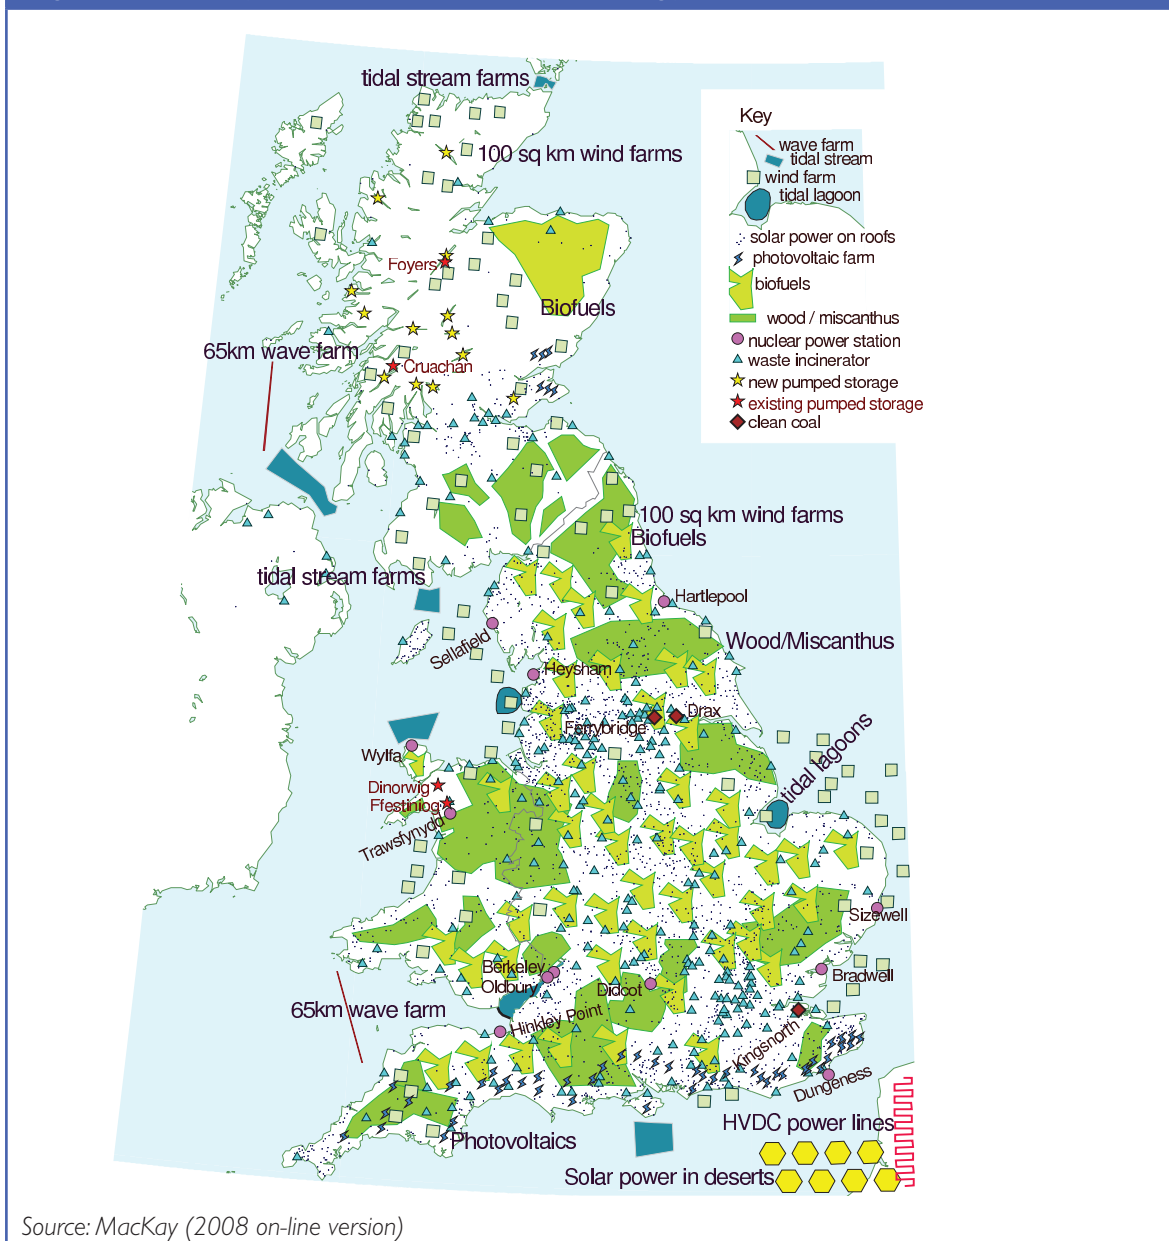 tidal stream farms
100 sq km wind farms
Key
wave farm
tidal stream
wind farm
tidal lagoon
solar power on roofs
photovoltaic farm
biofuels
wood / miscanthus
nuclear power station
waste incinerator
new pumped storage
existing pumped storage
clean coal
Foyers
Biofuels
65km wave farm
Cruachan
100 sq km wind farms
Biofuels
tidal stream farms
Hartlepool
Sellafield
Wood/Miscanthus
Heysham
Drax
Ferrybridge
Wylfa
tidal lagoons
Dinorwig
Ffestiniog
Trawsfynydd
Sizewell
Berkeley
Oldbury
Didcot
Bradwell
65km wave farm
Hinkley Point
Kingsnorth
Dungeness
HVDC power lines
Photovoltaics
Solar power in deserts
Source: MacKay (2008 on-line version)